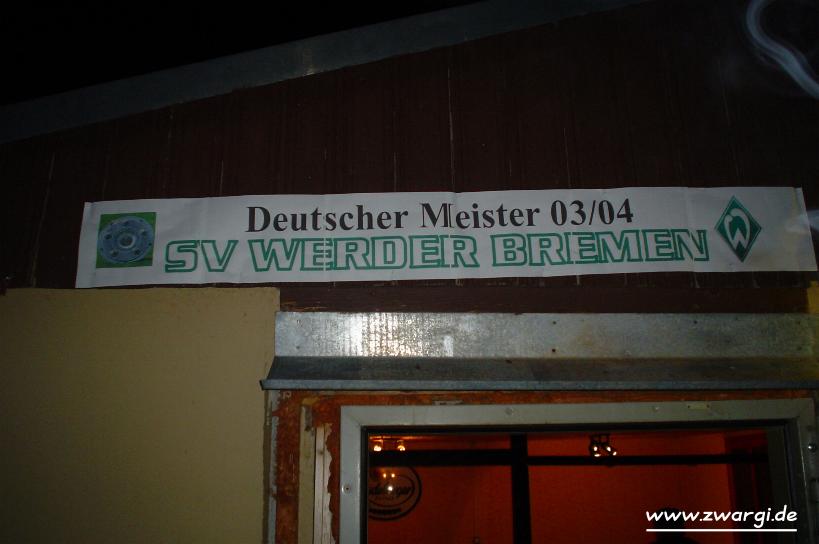 Deutscher Meister 03/04
SV WERDER BREMEN
W
www.zwargi.de